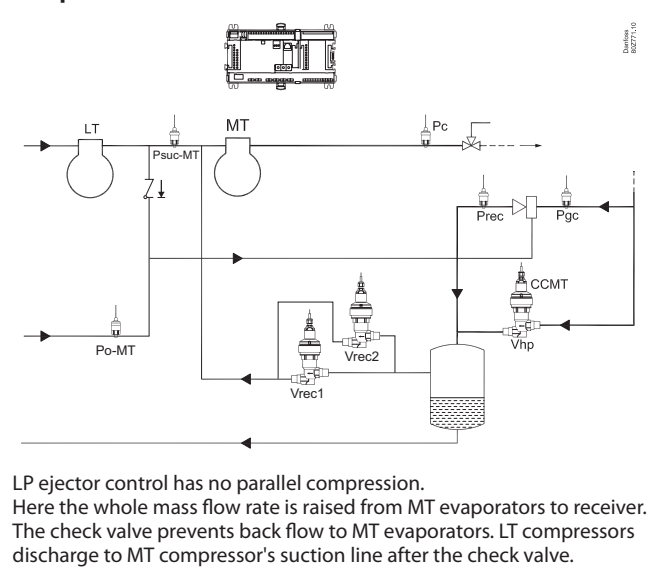 Danfoss
80Z771.10
LT
MT
Pc
Psuc-MT
Prec
Pgc
CCMT
Vhp
Po-MT
Vrec2
Vrec1
LP ejector control has no parallel compression.
Here the whole mass flow rate is raised from MT evaporators to receiver.
The check valve prevents back flow to MT evaporators. LT compressors
discharge to MT compressor's suction line after the check valve.